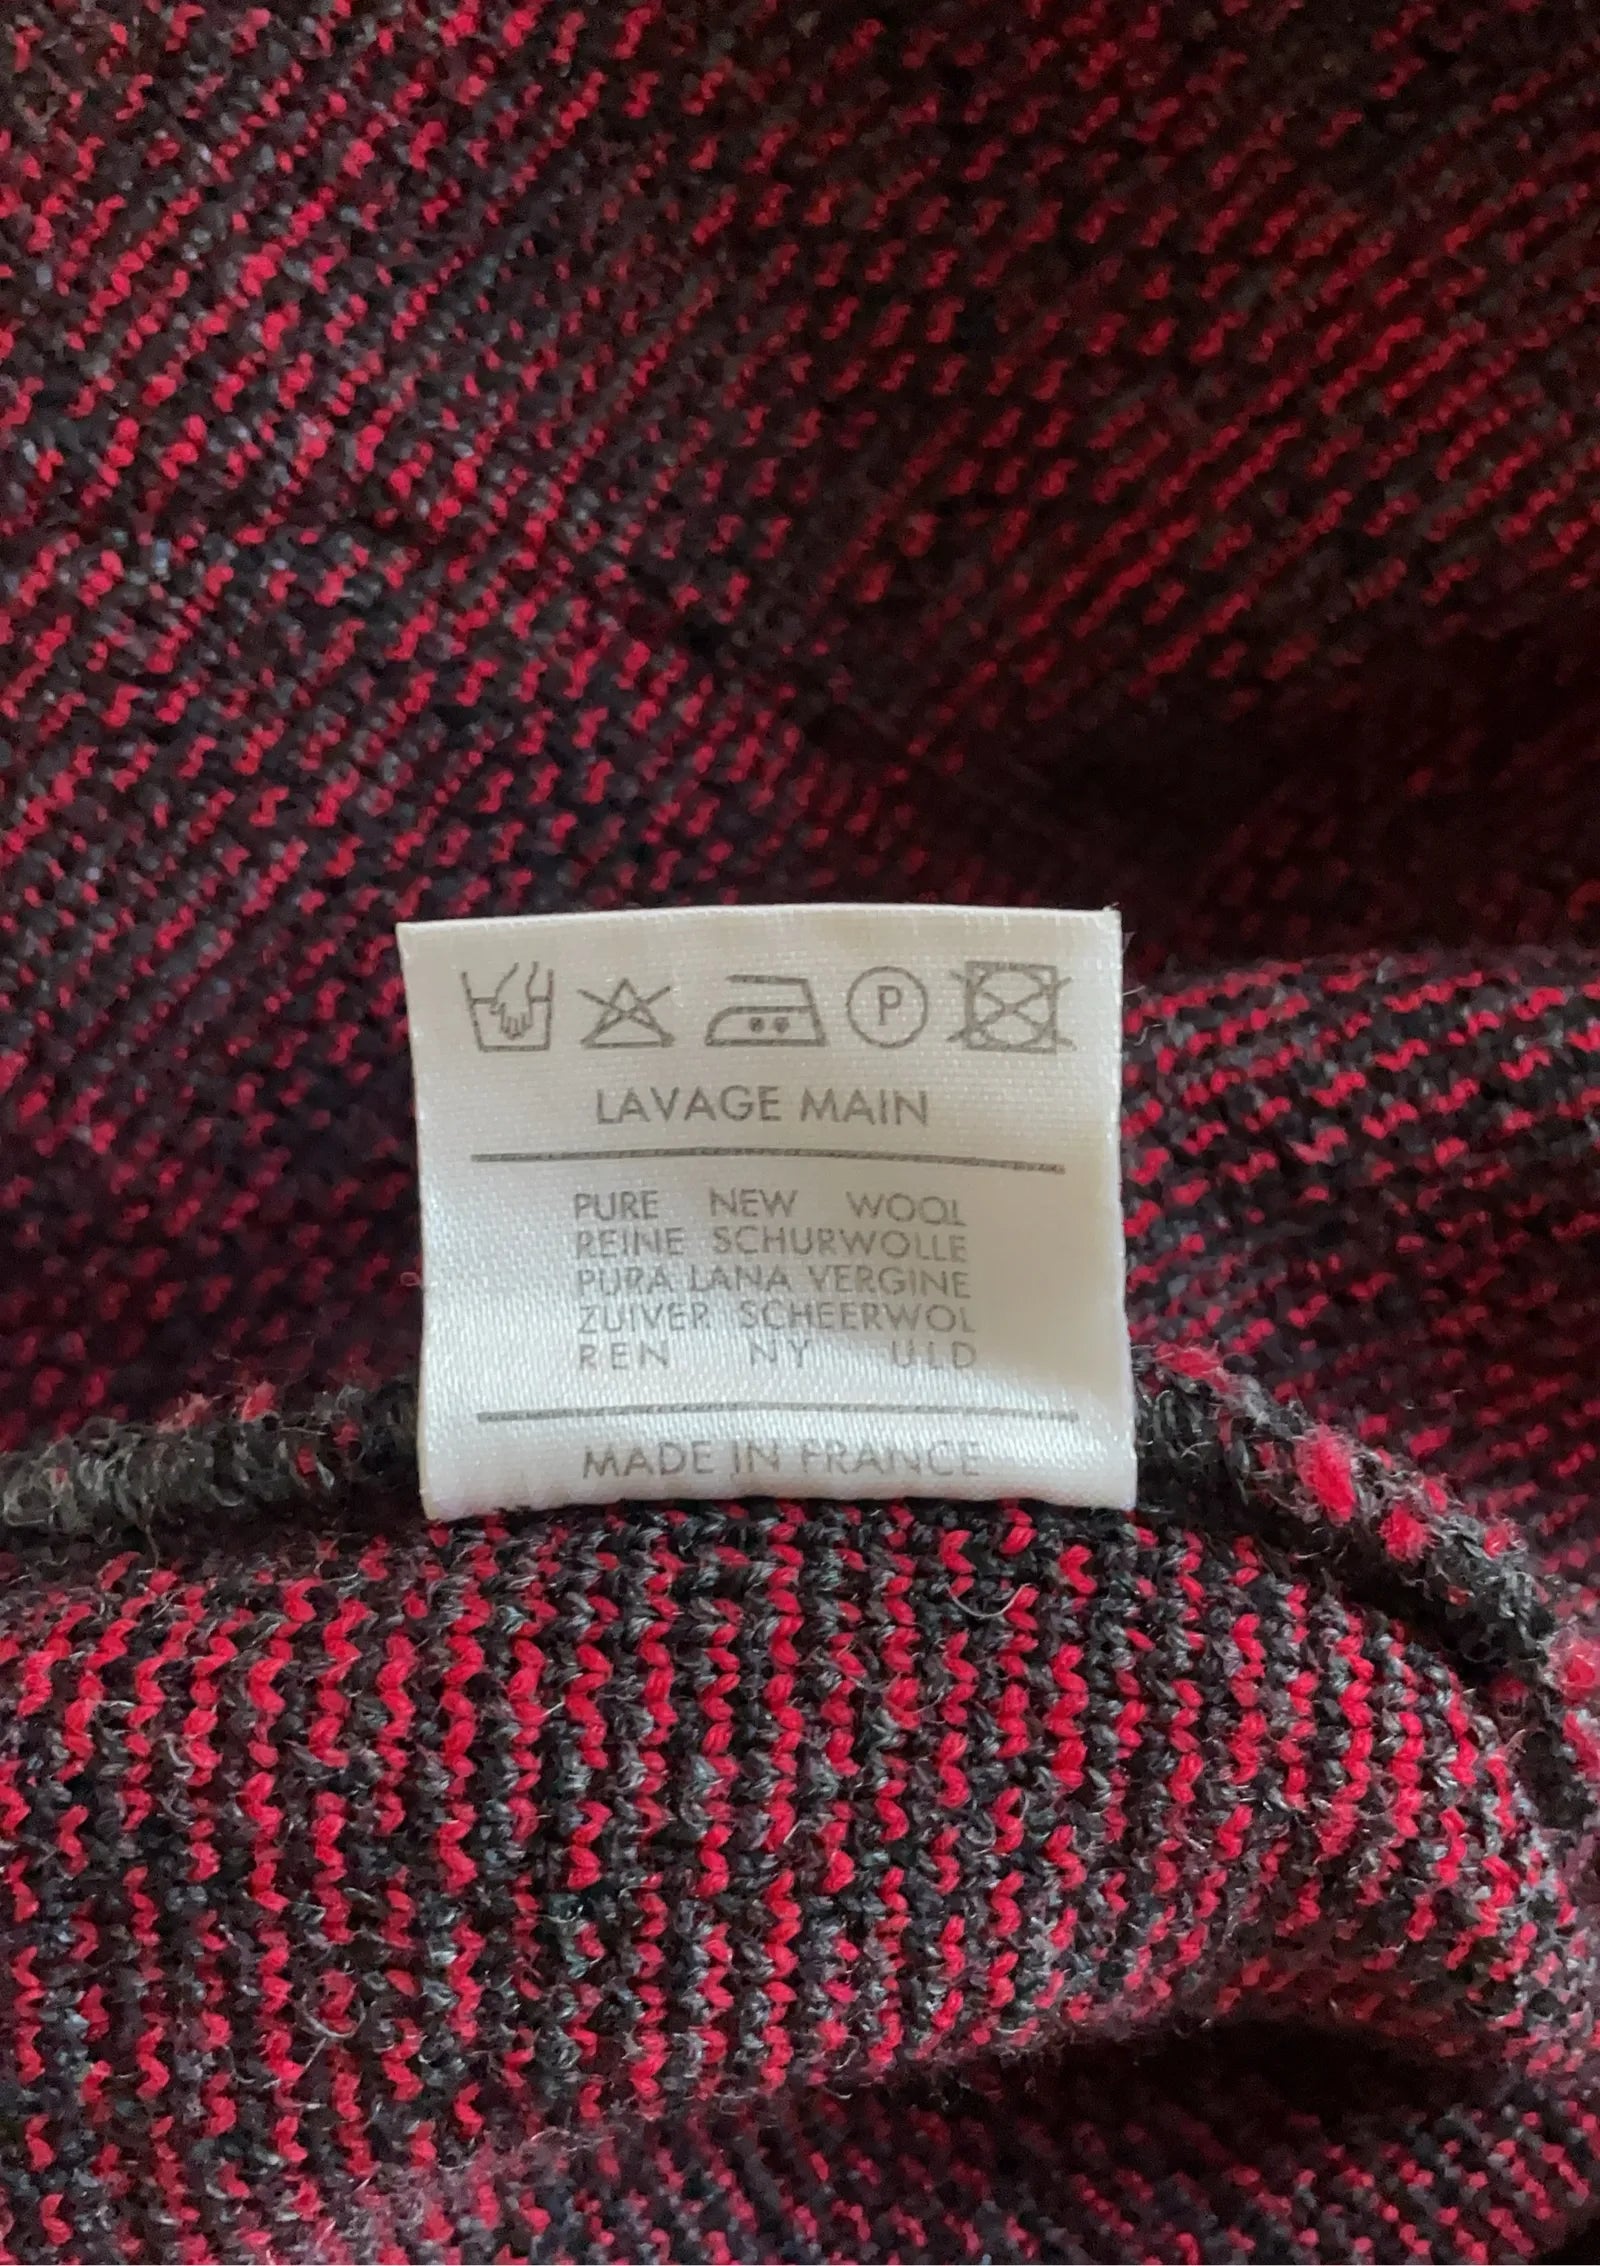 P
LAVAGE MAIN
PURE NEW WOOL
REINE SCHURWOLLE
PURA LANA VERGINE
ZUIVER SCHEERWOL
REN NY ULD
MADE IN FRANCE